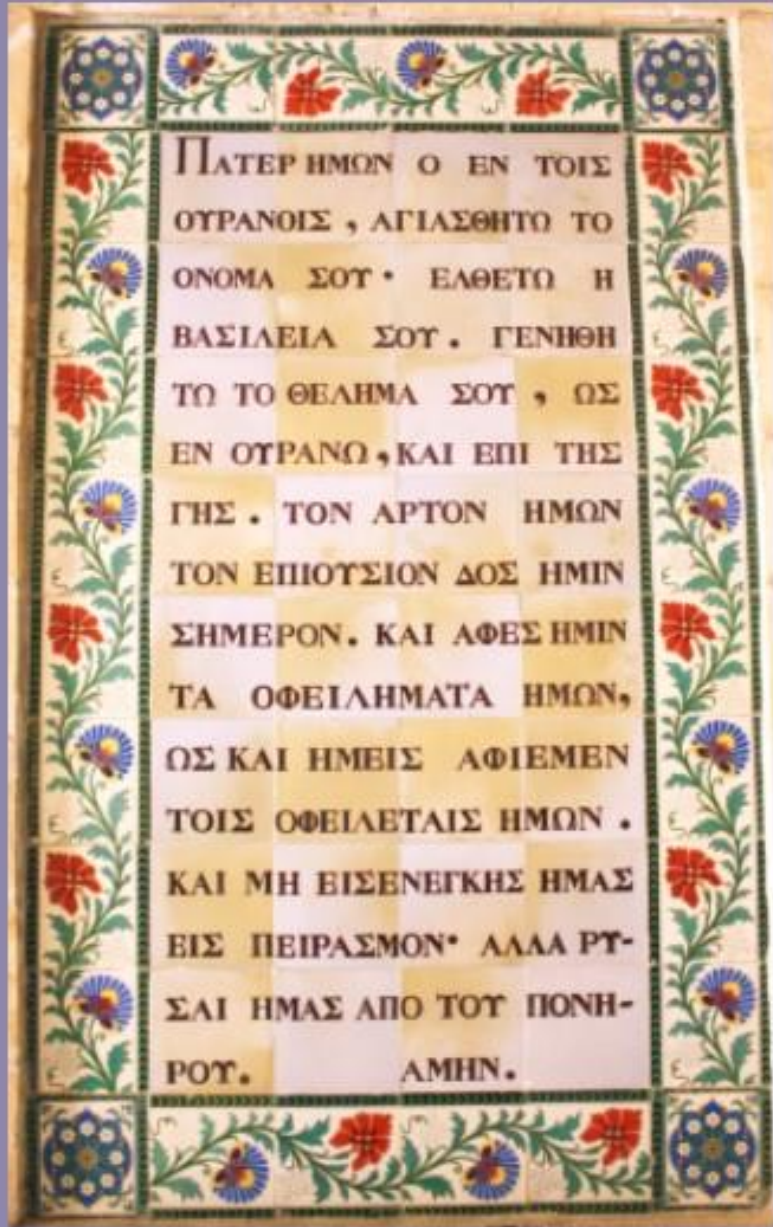 ΠΑΤΕΡ ΗΜΩΝ Ο ΕΝ ΤΟΙΣ
ΟΥΡΑΝΟΙΣ , ΑΓΙΑΣΘΗΤΩ ΤΟ
ΟΝΟΜΑ ΣΟΥ· ΕΛΘΕΤΩ Η
ΒΑΣΙΛΕΙΑ ΣΟΥ. ΓΕΝΗΘΗ
ΤΩ ΤΟ ΘΕΛΗΜΑ ΣΟΥ , ΩΣ
ΕΝ ΟΥΡΑΝΩ, ΚΑΙ ΕΠΙ ΤΗΣ
ΓΗΣ . ΤΟΝ ΑΡΤΟΝ ΗΜΩΝ
ΤΟΝ ΕΠΙΟΥΣΙΟΝ ΔΟΣ ΗΜΙΝ
ΣΗΜΕΡΟΝ. ΚΑΙ ΑΦΕΣ ΗΜΙΝ
ΤΑ ΟΦΕΙΛΗΜΑΤΑ ΗΜΩΝ,
ΩΣ ΚΑΙ ΗΜΕΙΣ ΑΦΙΕΜΕΝ
ΤΟΙΣ ΟΦΕΙΛΕΤΑΙΣ ΗΜΩΝ .
ΚΑΙ ΜΗ ΕΙΣΕΝΕΓΚΗΣ ΗΜΑΣ
ΕΙΣ ΠΕΙΡΑΣΜΟΝ· ΑΛΛΑ ΡΥ-
ΣΑΙ ΗΜΑΣ ΑΠΟ ΤΟΥ ΠΟΝΗ-
ΡΟΥ. ΑΜΗΝ.